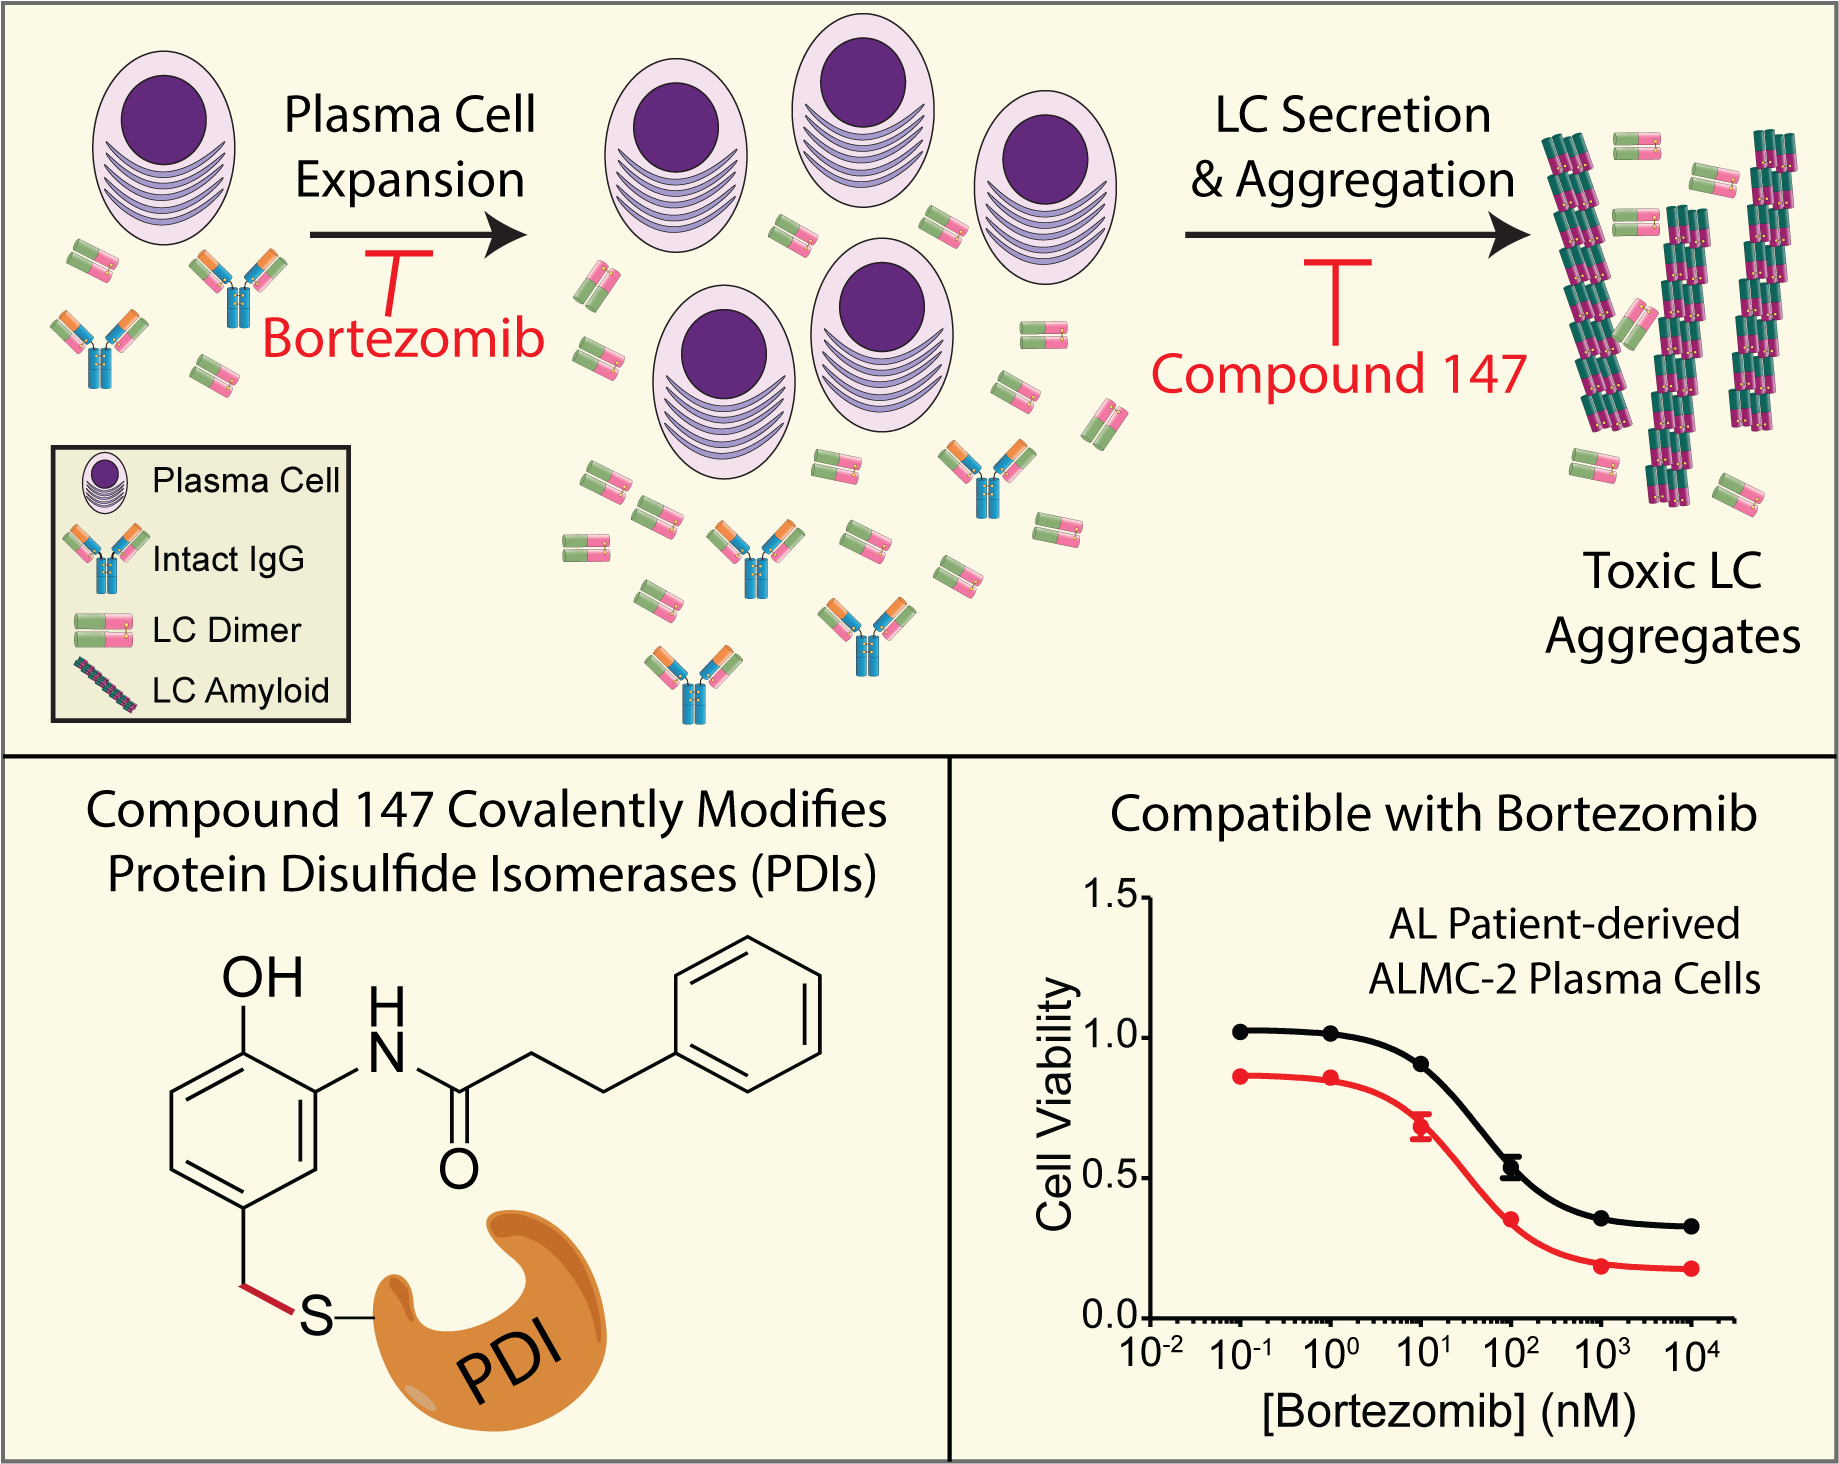 Plasma Cell
Expansion
Bortezomib
LC Secretion
& Aggregation
Compound 147
Toxic LC
Aggregates
Plasma Cell
Intact IgG
LC Dimer
LC Amyloid
Compound 147 Covalently Modifies
Protein Disulfide Isomerases (PDIs)
OH
H
N
O
S
PDI
Compatible with Bortezomib
AL Patient-derived
ALMC-2 Plasma Cells
Cell Viability
1.5
1.0
0.5
0.0
10⁻² 10⁻¹ 10⁰ 10¹ 10² 10³ 10⁴
[Bortezomib] (nM)